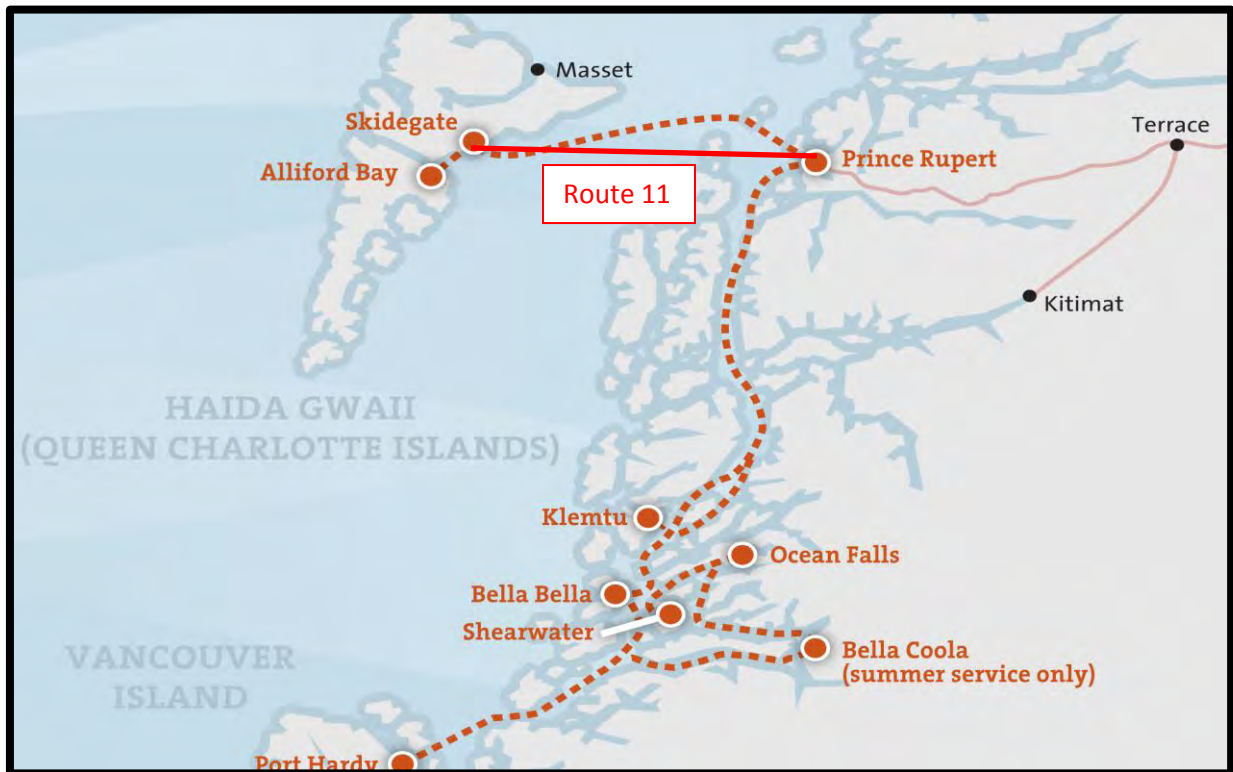 Masset
Skidegate
Terrace
Alliford Bay
Prince Rupert
Route 11
Kitimat
HAIDA GWAII
(QUEEN CHARLOTTE ISLANDS)
Klemtu
Ocean Falls
Bella Bella
Shearwater
Bella Coola
(summer service only)
VANCOUVER
ISLAND
Port Hardy